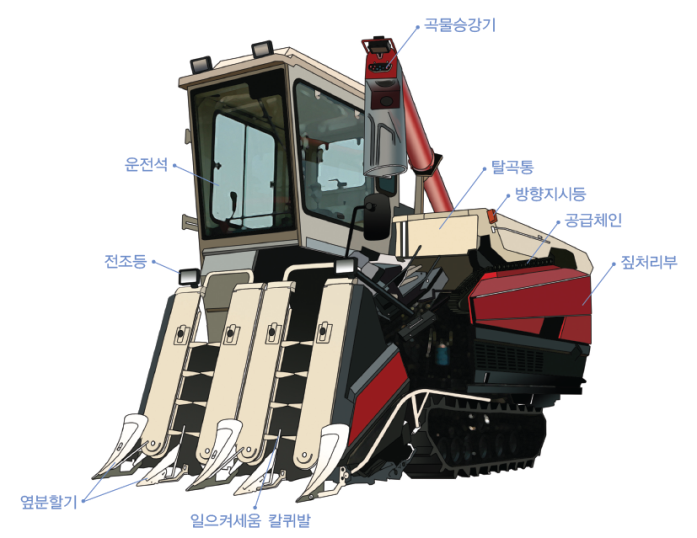 곡물승강기
운전석
탈곡통
방향지시등
공급체인
전조등
짚처리부
옆분할기
일으켜세움 칼퀴발